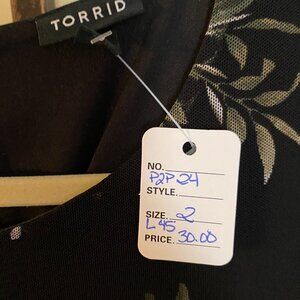 TORRID
NO.
P2P 24
STYLE.
SIZE. 2
L 45
PRICE. 30.00